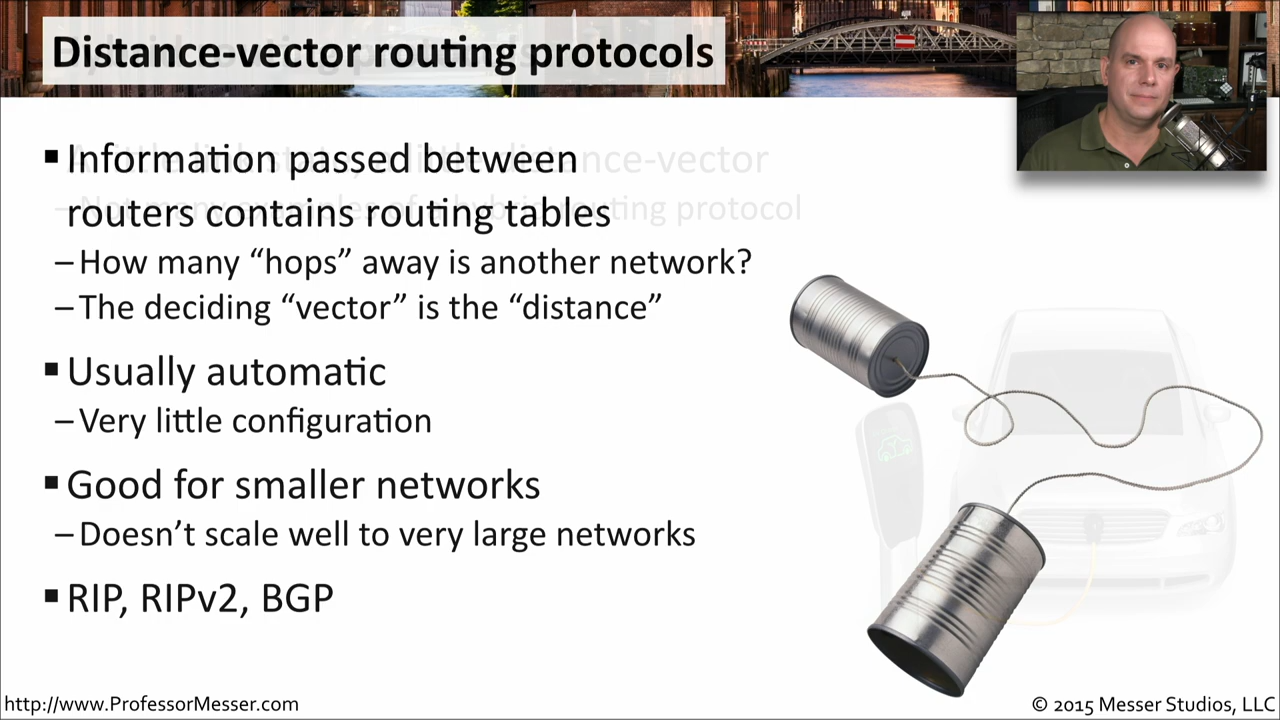 Distance-vector routing protocols
▪ Information passed between
routers contains routing tables
– How many “hops” away is another network?
– The deciding “vector” is the “distance”
▪ Usually automatic
– Very little configuration
▪ Good for smaller networks
– Doesn’t scale well to very large networks
▪ RIP, RIPv2, BGP
http://www.ProfessorMesser.com
© 2015 Messer Studios, LLC